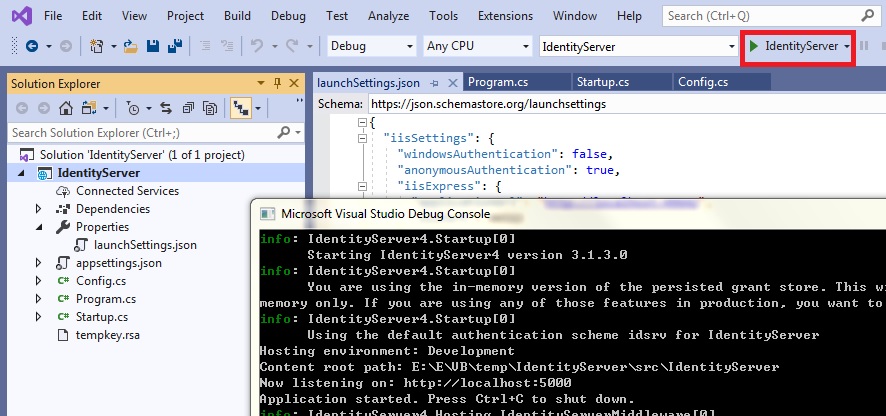 File Edit View Project Build Debug Test Analyze Tools Extensions Window Help Search (Ctrl+Q)
Debug Any CPU IdentityServer IdentityServer
Solution Explorer
launchSettings.json Program.cs Startup.cs Config.cs
Schema: https://json.schemastore.org/launchsettings
Search Solution Explorer (Ctrl+;)
Solution 'IdentityServer' (1 of 1 project)
IdentityServer
Connected Services
Dependencies
Properties
launchSettings.json
appsettings.json
C# Config.cs
C# Program.cs
C# Startup.cs
tempkey.rsa
{
"iisSettings": {
"windowsAuthentication": false,
"anonymousAuthentication": true,
"iisExpress": {
Microsoft Visual Studio Debug Console
info: IdentityServer4.Startup[0]
Starting IdentityServer4 version 3.1.3.0
info: IdentityServer4.Startup[0]
You are using the in-memory version of the persisted grant store. This wi
memory only. If you are using any of those features in production, you want to
info: IdentityServer4.Startup[0]
Using the default authentication scheme idsrv for IdentityServer
Hosting environment: Development
Content root path: E:\E\VB\temp\IdentityServer\src\IdentityServer
Now listening on: http://localhost:5000
Application started. Press Ctrl+C to shut down.
info: IdentityServer4.Hosting.IdentityServerMiddleware[0]